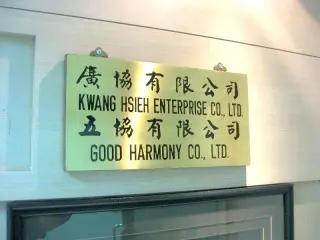 廣協有限公司
KWANG HSIEH ENTERPRISE CO., LTD.
五協有限公司
GOOD HARMONY CO., LTD.